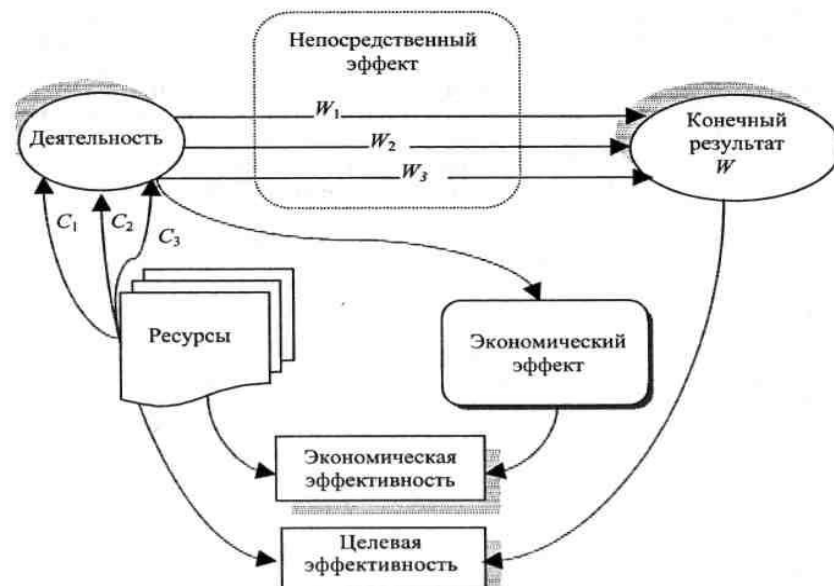 Непосредственный
эффект
Деятельность
W1
W2
W3
Конечный
результат
W
C1
C2
C3
Ресурсы
Экономический
эффект
Экономическая
эффективность
Целевая
эффективность